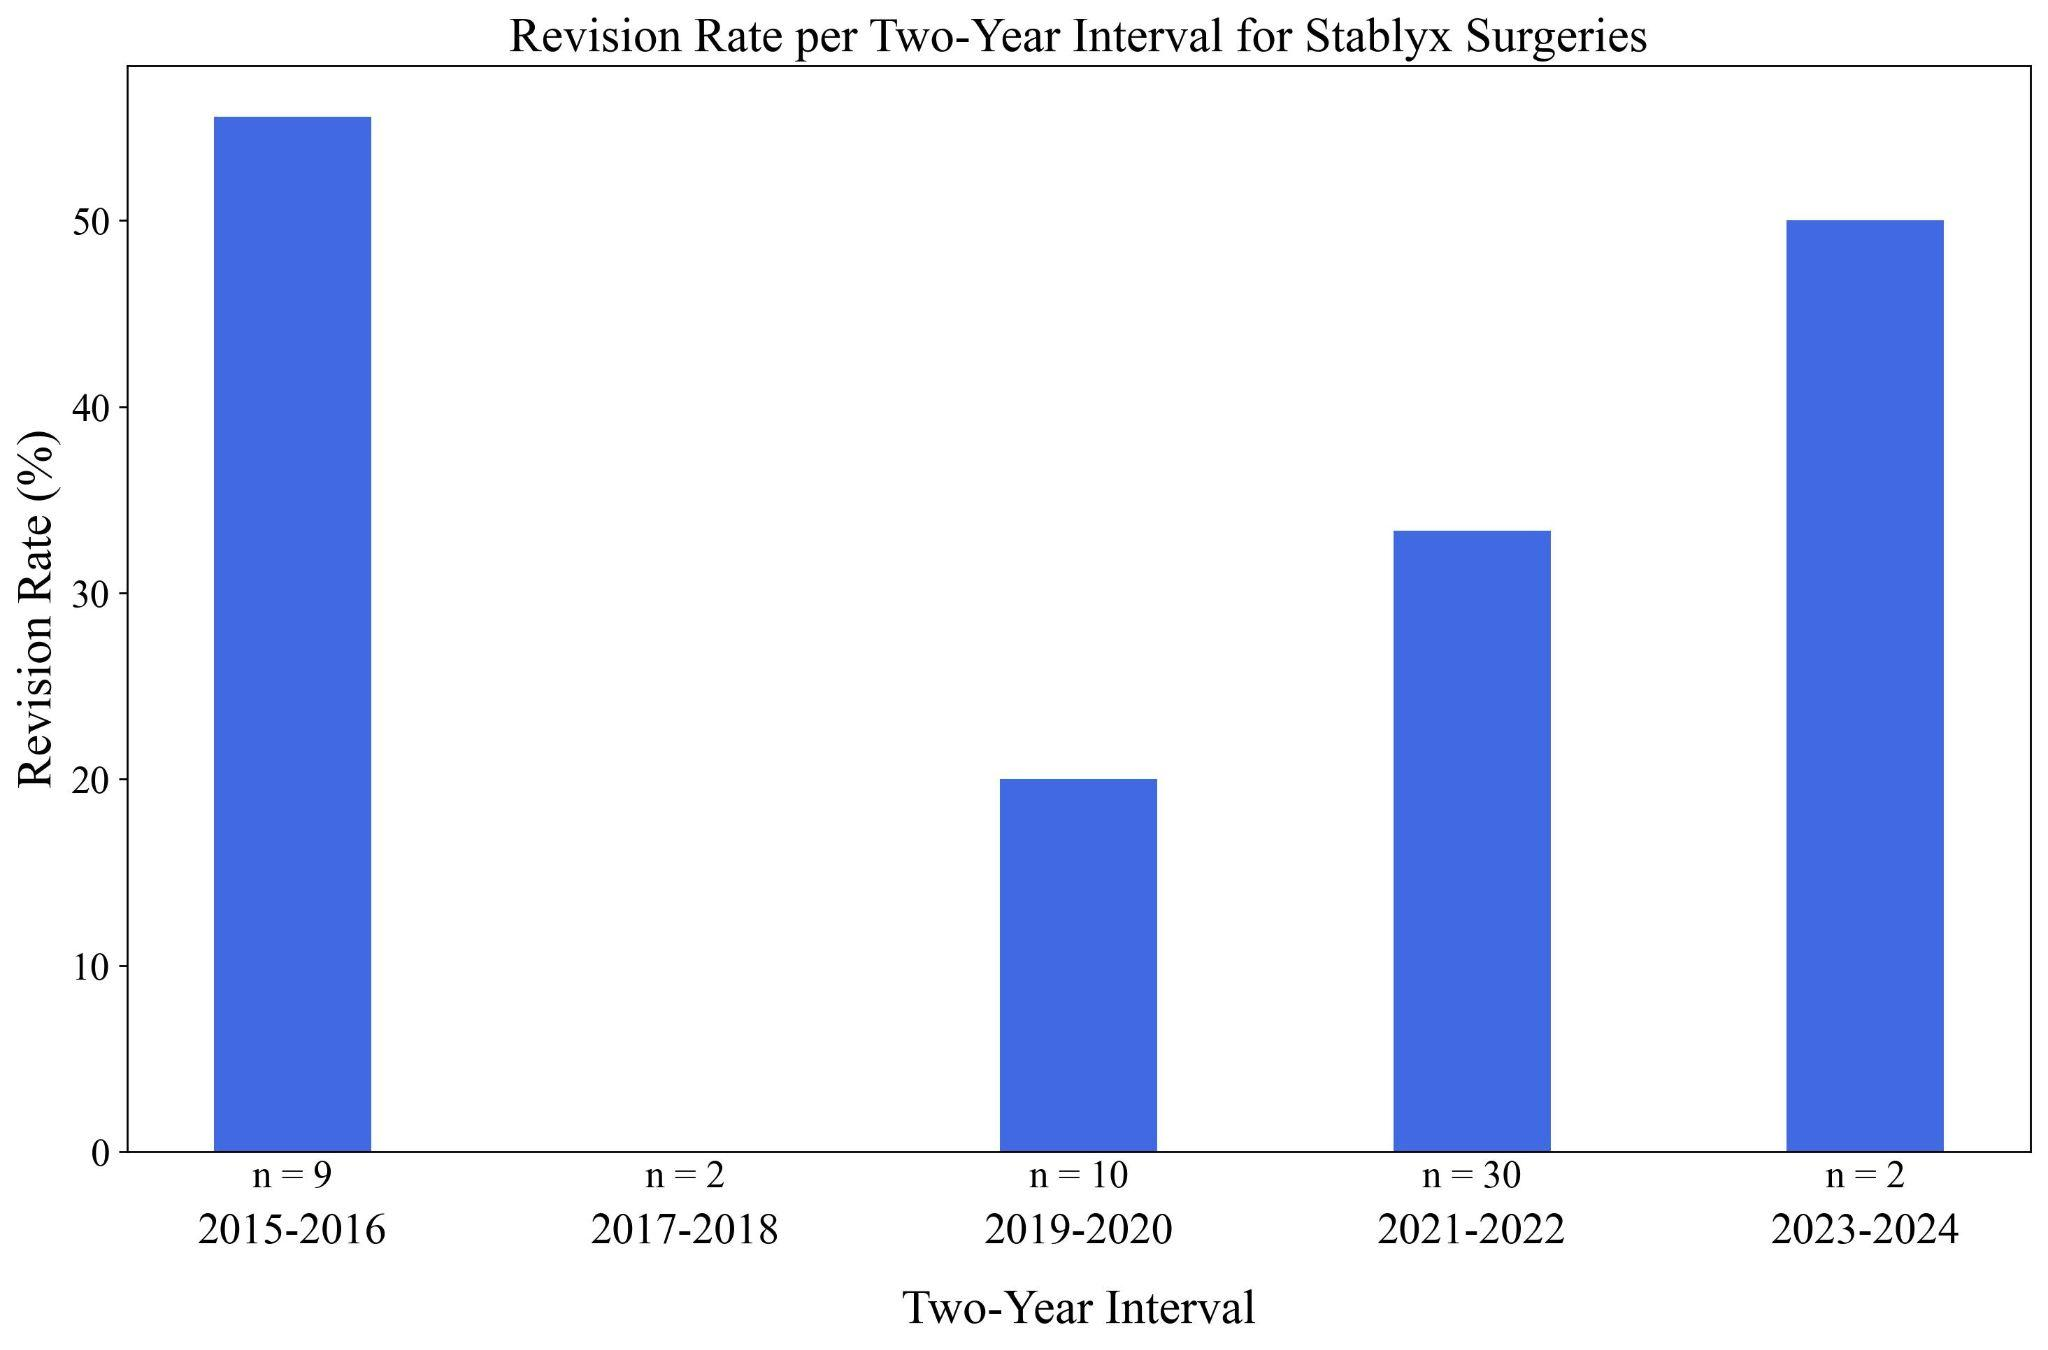 Revision Rate per Two-Year Interval for Stablyx Surgeries
Revision Rate (%)
50
40
30
20
10
0
n = 9
n = 2
n = 10
n = 30
n = 2
2015-2016
2017-2018
2019-2020
2021-2022
2023-2024
Two-Year Interval